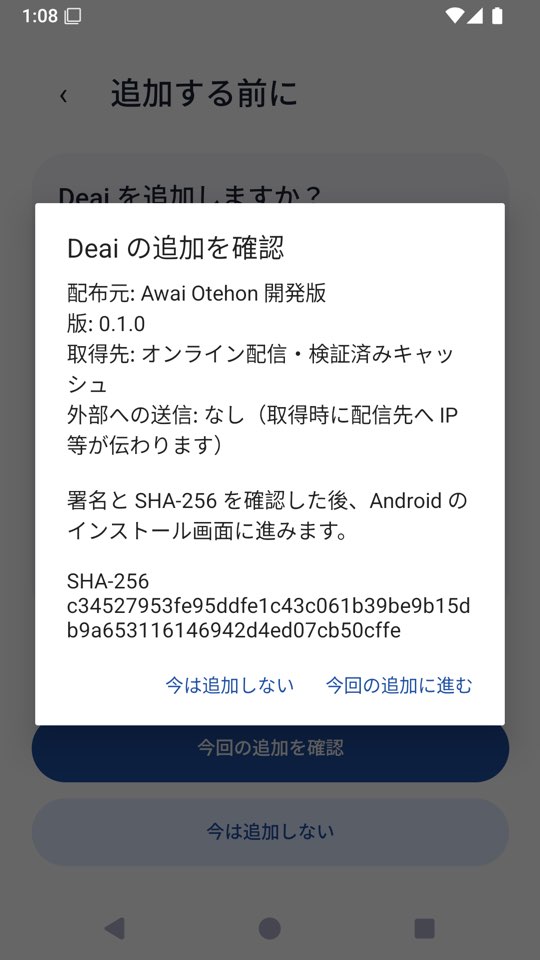 1:08
追加する前に
Deai を追加しますか？
Deai の追加を確認
配布元: Awai Otehon 開発版
版: 0.1.0
取得先: オンライン配信・検証済みキャッ
シュ
外部への送信: なし（取得時に配信先へ IP
等が伝わります）
署名と SHA-256 を確認した後、Android の
インストール画面に進みます。
SHA-256
c34527953fe95ddfe1c43c061b39be9b15d
b9a653116146942d4ed07cb50cffe
今は追加しない
今回の追加に進む
今回の追加を確認
今は追加しない